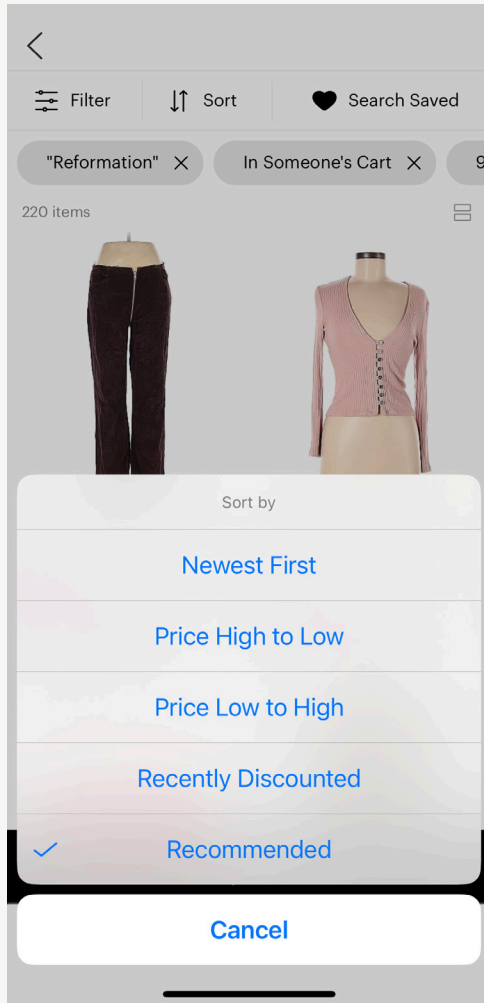 Filter
Sort
Search Saved
"Reformation"
In Someone's Cart
9
220 items
Sort by
Newest First
Price High to Low
Price Low to High
Recently Discounted
Recommended
Cancel